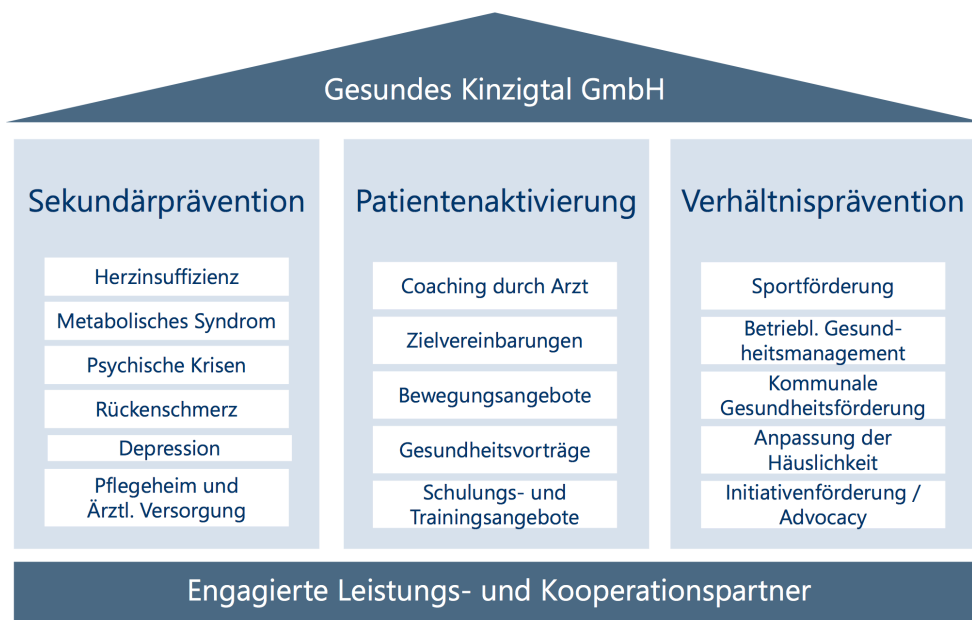 Gesundes Kinzigtal GmbH
Sekundärprävention
Herzinsuffizienz
Metabolisches Syndrom
Psychische Krisen
Rückenschmerz
Depression
Pflegeheim und
Ärztl. Versorgung
Patientenaktivierung
Coaching durch Arzt
Zielvereinbarungen
Bewegungsangebote
Gesundheitsvorträge
Schulungs- und
Trainingsangebote
Verhältnisprävention
Sportförderung
Betriebl. Gesund-
heitsmanagement
Kommunale
Gesundheitsförderung
Anpassung der
Häuslichkeit
Initiativenförderung /
Advocacy
Engagierte Leistungs- und Kooperationspartner